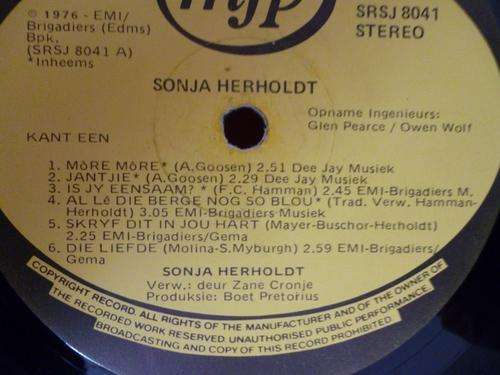 mfp
© 1976 - EMI/
Brigadiers (Edms)
Bpk.
(SRSJ 8041 A)
*Inheems
SRSJ 8041
STEREO
SONJA HERHOLDT
Opname Ingenieurs:
Glen Pearce / Owen Wolf
KANT EEN
1. MôRE MôRE* (A.Goosen) 2.51 Dee Jay Musiek
2. JANTJIE* (A.Goosen) 2.29 Dee Jay Musiek
3. IS JY EENSAAM? * (F.C. Hamman) 2.45 EMI-Brigadiers M.
4. AL Lê DIE BERGE NOG SO BLOU* (Trad. Verw. Hamman-
Herholdt) 3.05 EMI-Brigadiers Musiek
5. SKRYF DIT IN JOU HART (Mayer-Buschor-Herholdt)
2.25 EMI-Brigadiers/Gema
6. DIE LIEFDE (Molina-S.Myburgh) 2.59 EMI-Brigadiers/
Gema
SONJA HERHOLDT
Verw.: deur Zane Cronje
Produksie: Boet Pretorius
COPYRIGHT RECORD. ALL RIGHTS OF THE MANUFACTURER AND OF THE OWNER OF
THE RECORDED WORK RESERVED. UNAUTHORISED PUBLIC PERFORMANCE
BROADCASTING AND COPY OF THIS RECORD PROHIBITED